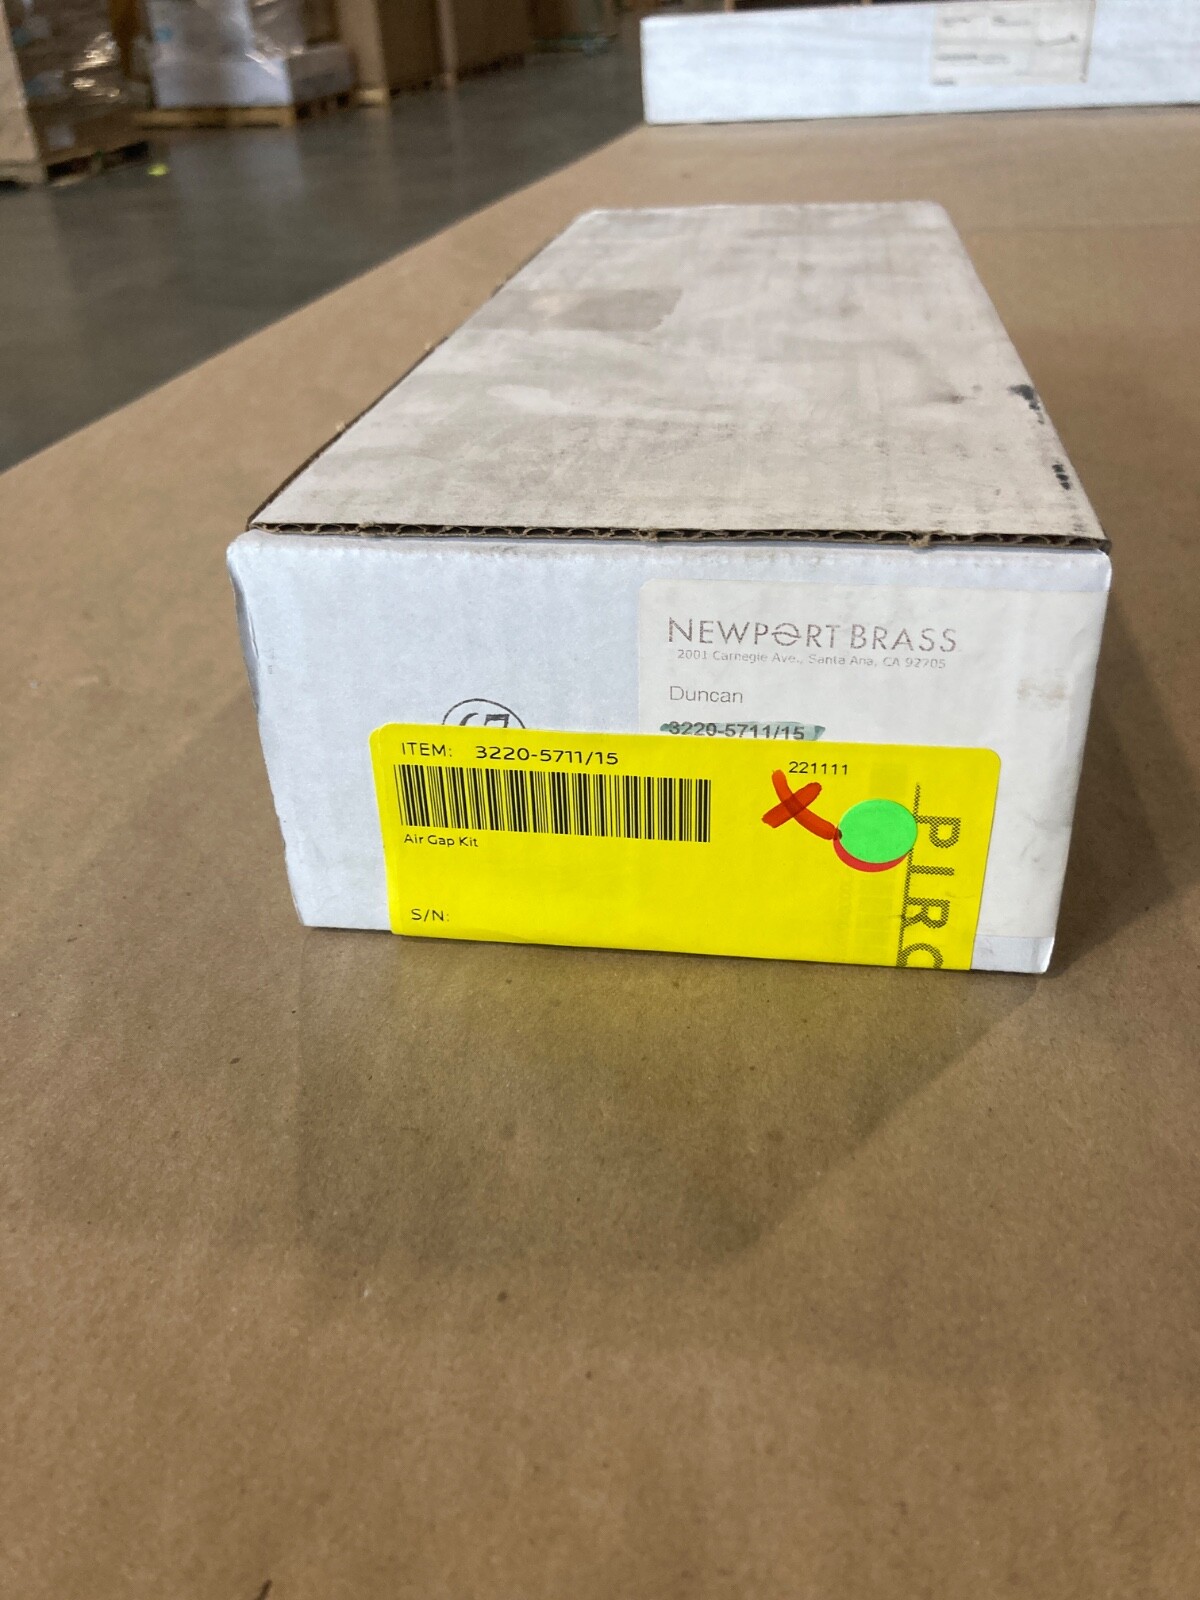 NEWPORT BRASS
2001 Carnegie Ave., Santa Ana, CA 92705
Duncan
3220-5711/15
67
ITEM: 3220-5711/15
221111
Air Gap Kit
S/N:
PIRC